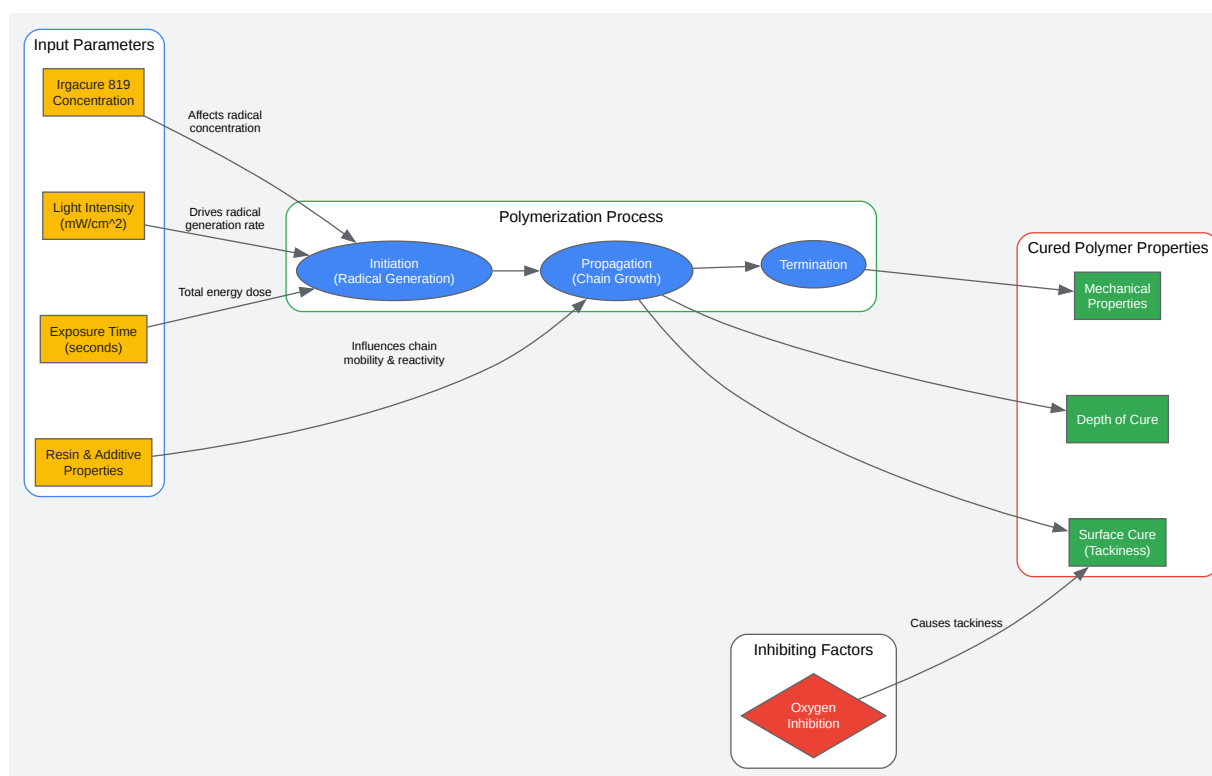 Input Parameters
Irgacure 819
Concentration
Light Intensity
(mW/cm^2)
Exposure Time
(seconds)
Resin & Additive
Properties
Affects radical
concentration
Drives radical
generation rate
Total energy dose
Influences chain
mobility & reactivity
Polymerization Process
Initiation
(Radical Generation)
Propagation
(Chain Growth)
Termination
Cured Polymer Properties
Mechanical
Properties
Depth of Cure
Surface Cure
(Tackiness)
Causes tackiness
Inhibiting Factors
Oxygen
Inhibition